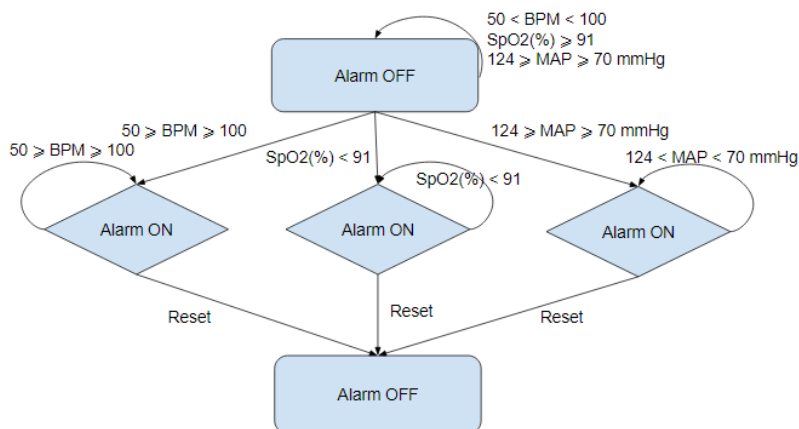 50 < BPM < 100
SpO2(%) ⩾ 91
124 ⩾ MAP ⩾ 70 mmHg
Alarm OFF
50 ⩾ BPM ⩾ 100
124 ⩾ MAP ⩾ 70 mmHg
50 ⩾ BPM ⩾ 100
SpO2(%) < 91
124 < MAP < 70 mmHg
SpO2(%) < 91
Alarm ON
Alarm ON
Alarm ON
Reset
Reset
Reset
Alarm OFF